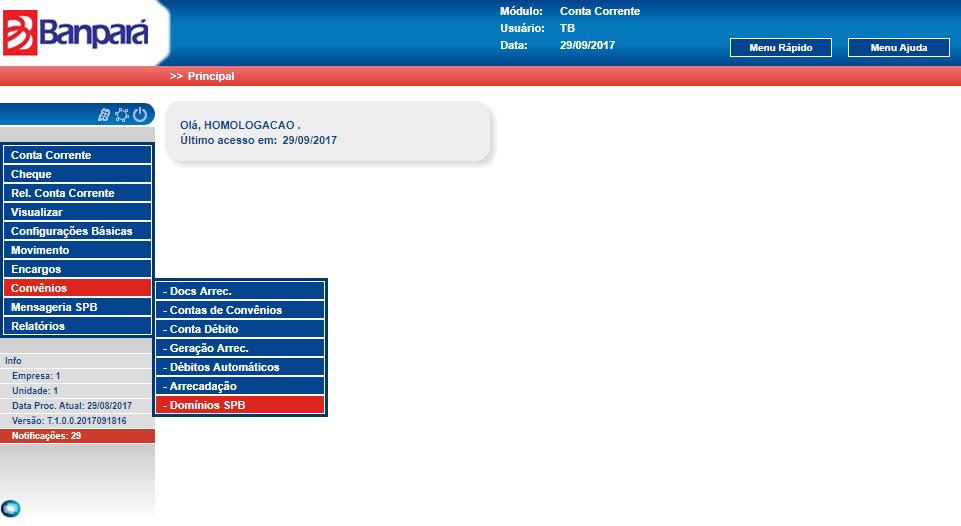 Banpará
Módulo: Conta Corrente
Usuário: TB
Data: 29/09/2017
Menu Rápido
Menu Ajuda
>> Principal
Olá, HOMOLOGACAO .
Último acesso em: 29/09/2017
Conta Corrente
Cheque
Rel. Conta Corrente
Visualizar
Configurações Básicas
Movimento
Encargos
Convênios
Mensageria SPB
Relatórios
- Docs Arrec.
- Contas de Convênios
- Conta Débito
- Geração Arrec.
- Débitos Automáticos
- Arrecadação
- Domínios SPB
Info
Empresa: 1
Unidade: 1
Data Proc. Atual: 29/08/2017
Versão: T.1.0.0.2017091816
Notificações: 29